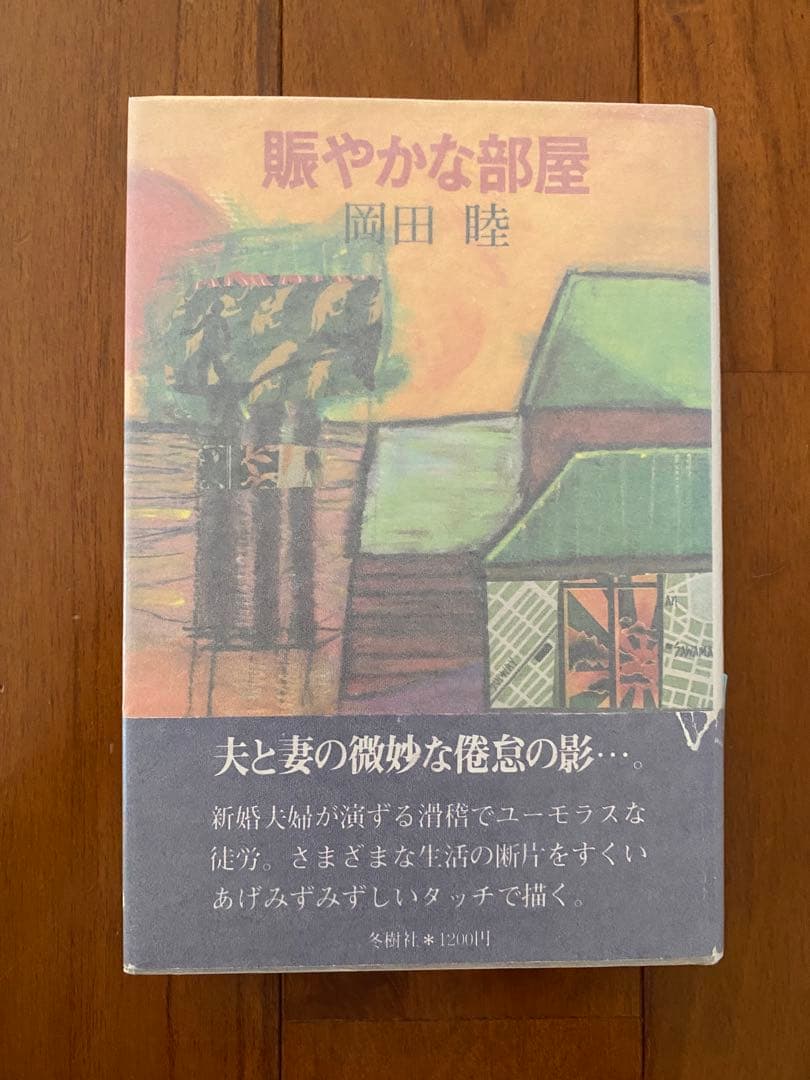 賑やかな部屋
岡田 睦
SUBWAY
SAWAMA
夫と妻の微妙な倦怠の影…。
新婚夫婦が演ずる滑稽でユーモラスな
徒労。さまざまな生活の断片をすくい
あげみずみずしいタッチで描く。
冬樹社＊1200円